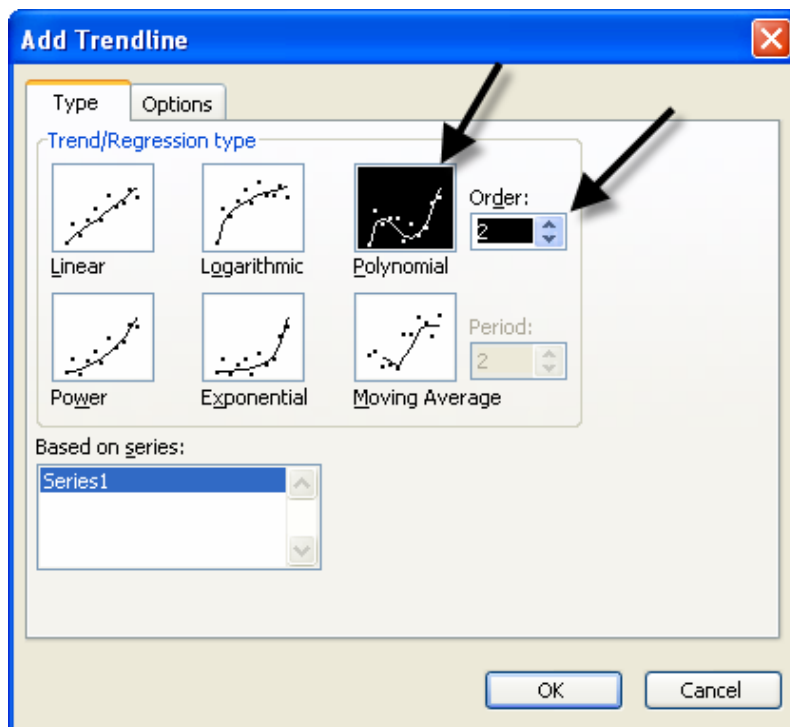 Add Trendline
Type Options
Trend/Regression type
Linear Logarithmic Polynomial
Order:
2
Power Exponential Moving Average
Period:
2
Based on series:
Series1
OK Cancel